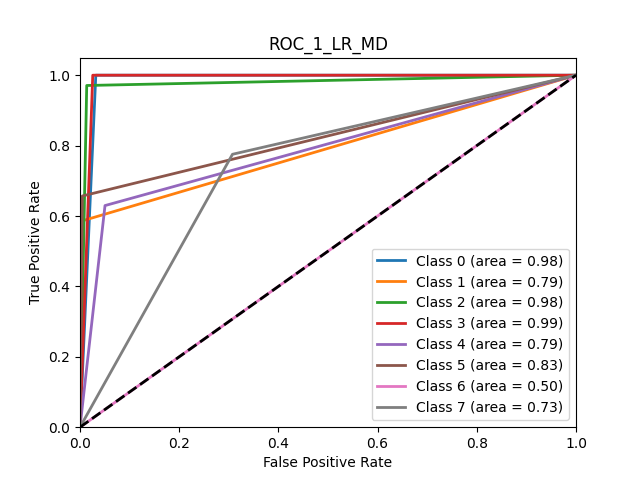 ROC_1_LR_MD
1.0
0.8
0.6
0.4
0.2
0.0
True Positive Rate
Class 0 (area = 0.98)
Class 1 (area = 0.79)
Class 2 (area = 0.98)
Class 3 (area = 0.99)
Class 4 (area = 0.79)
Class 5 (area = 0.83)
Class 6 (area = 0.50)
Class 7 (area = 0.73)
0.0 0.2 0.4 0.6 0.8 1.0
False Positive Rate